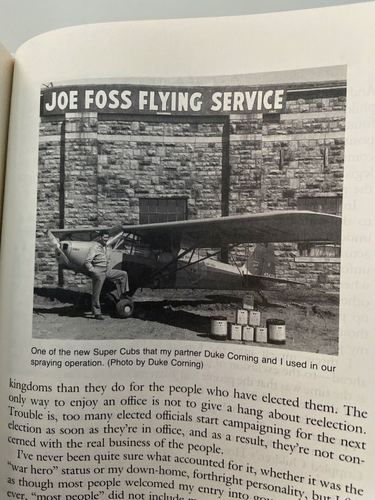 JOE FOSS FLYING SERVICE
One of the new Super Cubs that my partner Duke Corning and I used in our
spraying operation. (Photo by Duke Corning)
kingdoms than they do for the people who have elected them. The
only way to enjoy an office is not to give a hang about reelection.
Trouble is, too many elected officials start campaigning for the next
election as soon as they're in office, and as a result, they're not con-
cerned with the real business of the people.
I've never been quite sure what accounted for it, whether it was the
"war hero" status or my down-home, forthright personality, but I
as though most people welcomed my entry into
ever, "most people" did not include